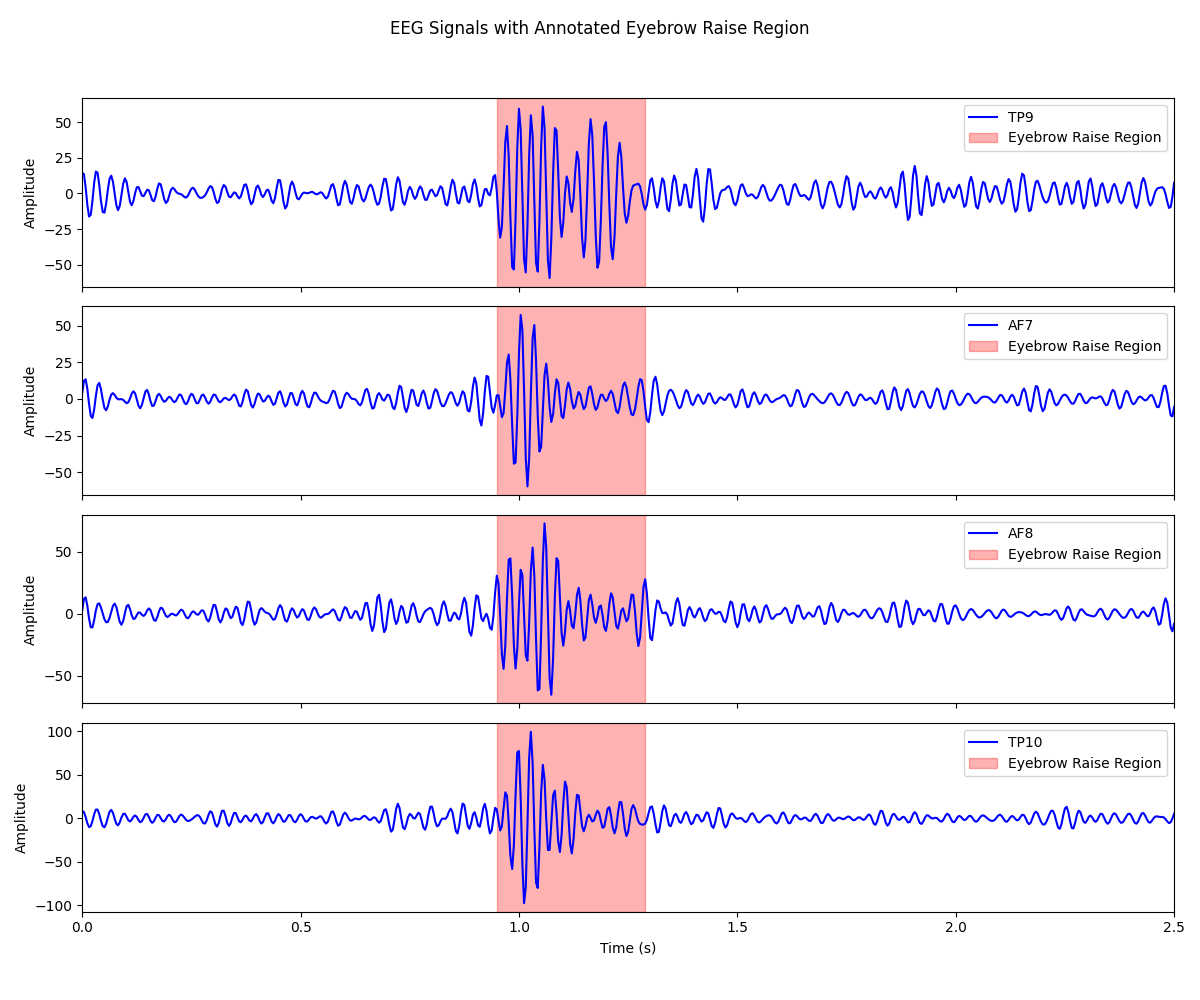 EEG Signals with Annotated Eyebrow Raise Region
TP9
Eyebrow Raise Region
50
25
0
−25
−50
Amplitude
AF7
Eyebrow Raise Region
50
25
0
−25
−50
Amplitude
AF8
Eyebrow Raise Region
50
0
−50
Amplitude
TP10
Eyebrow Raise Region
100
50
0
−50
−100
Amplitude
0.0 0.5 1.0 1.5 2.0 2.5
Time (s)